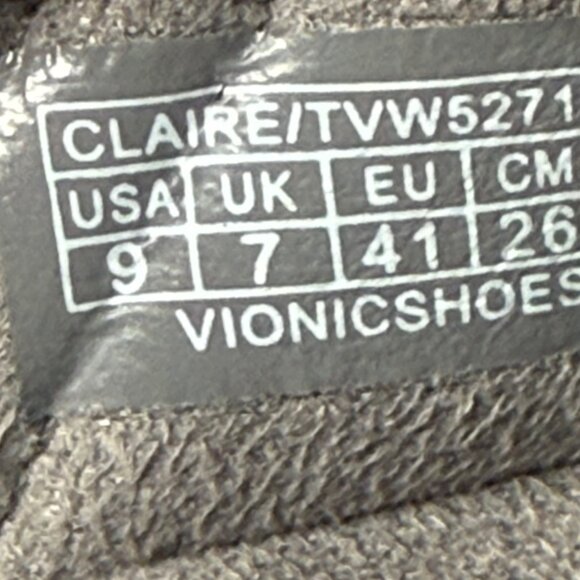 CLAIRE/TVW5271
USA UK EU CM
9 7 41 26
VIONICSHOES